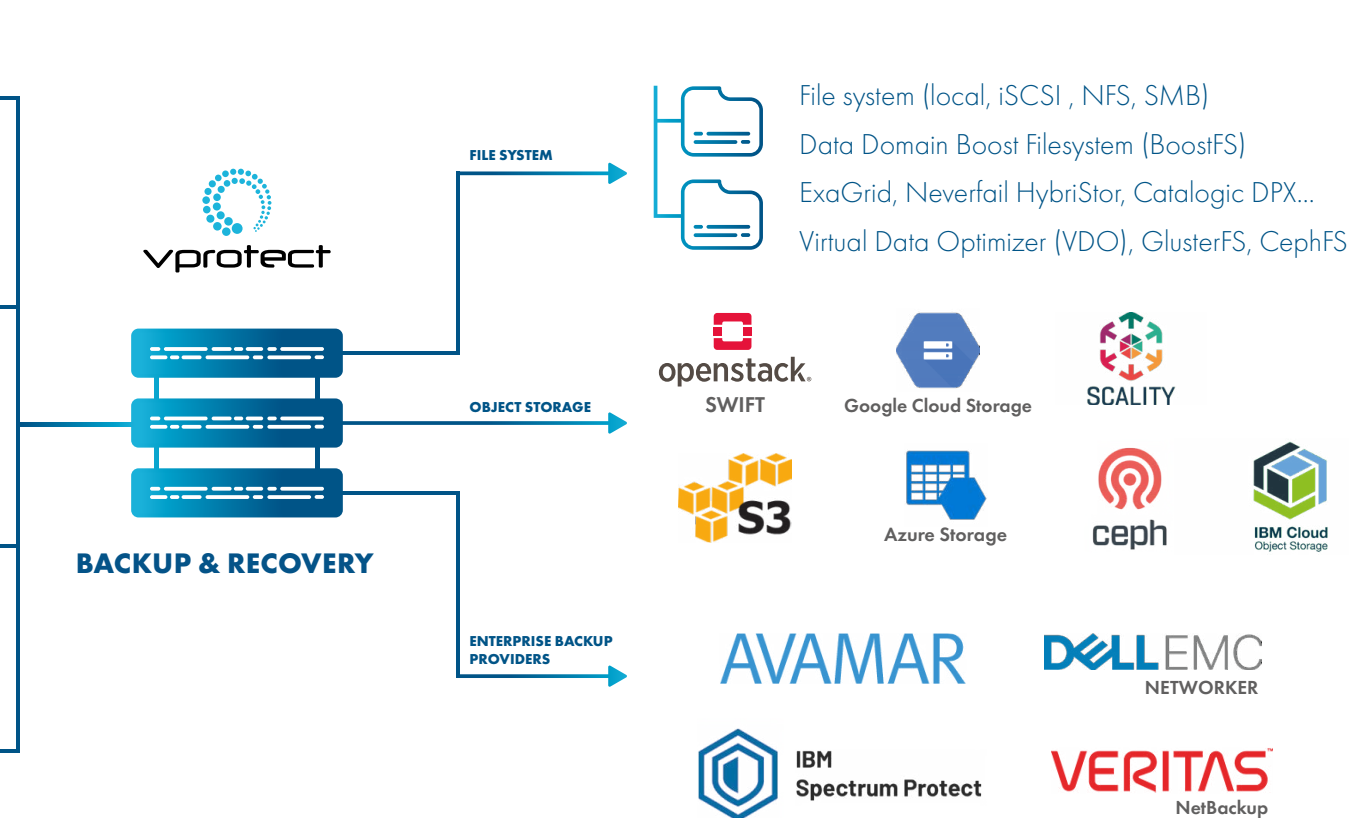 vprotect
BACKUP & RECOVERY
FILE SYSTEM
File system (local, iSCSI , NFS, SMB)
Data Domain Boost Filesystem (BoostFS)
ExaGrid, Neverfail HybriStor, Catalogic DPX...
Virtual Data Optimizer (VDO), GlusterFS, CephFS
OBJECT STORAGE
openstack.
SWIFT
Google Cloud Storage
SCALITY
S3
Azure Storage
ceph
IBM Cloud
Object Storage
ENTERPRISE BACKUP
PROVIDERS
AVAMAR
DELLEMC
NETWORKER
IBM
Spectrum Protect
VERITAS™
NetBackup